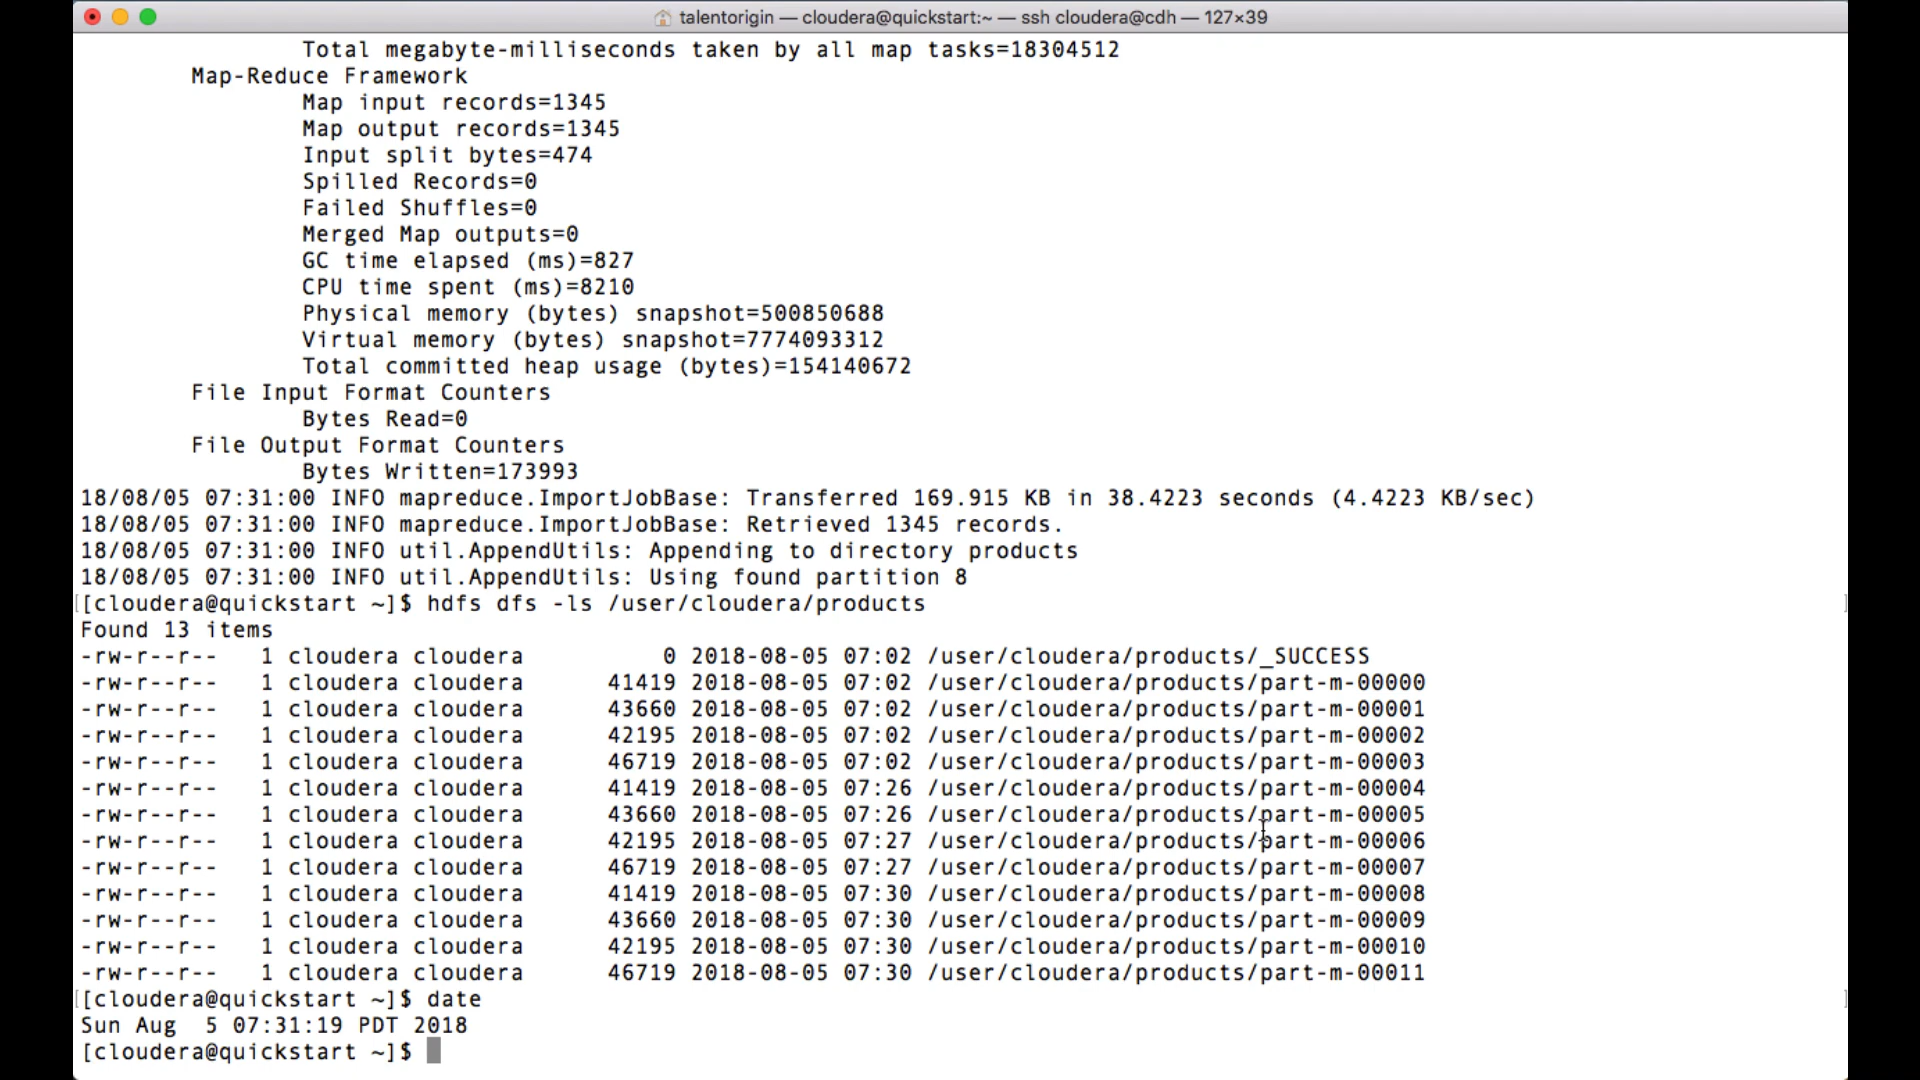 talentorigin — cloudera@quickstart:~ — ssh cloudera@cdh — 127×39
Total megabyte-milliseconds taken by all map tasks=18304512
Map-Reduce Framework
Map input records=1345
Map output records=1345
Input split bytes=474
Spilled Records=0
Failed Shuffles=0
Merged Map outputs=0
GC time elapsed (ms)=827
CPU time spent (ms)=8210
Physical memory (bytes) snapshot=500850688
Virtual memory (bytes) snapshot=7774093312
Total committed heap usage (bytes)=154140672
File Input Format Counters
Bytes Read=0
File Output Format Counters
Bytes Written=173993
18/08/05 07:31:00 INFO mapreduce.ImportJobBase: Transferred 169.915 KB in 38.4223 seconds (4.4223 KB/sec)
18/08/05 07:31:00 INFO mapreduce.ImportJobBase: Retrieved 1345 records.
18/08/05 07:31:00 INFO util.AppendUtils: Appending to directory products
18/08/05 07:31:00 INFO util.AppendUtils: Using found partition 8
[[cloudera@quickstart ~]$ hdfs dfs -ls /user/cloudera/products ]
Found 13 items
-rw-r--r-- 1 cloudera cloudera 0 2018-08-05 07:02 /user/cloudera/products/_SUCCESS
-rw-r--r-- 1 cloudera cloudera 41419 2018-08-05 07:02 /user/cloudera/products/part-m-00000
-rw-r--r-- 1 cloudera cloudera 43660 2018-08-05 07:02 /user/cloudera/products/part-m-00001
-rw-r--r-- 1 cloudera cloudera 42195 2018-08-05 07:02 /user/cloudera/products/part-m-00002
-rw-r--r-- 1 cloudera cloudera 46719 2018-08-05 07:02 /user/cloudera/products/part-m-00003
-rw-r--r-- 1 cloudera cloudera 41419 2018-08-05 07:26 /user/cloudera/products/part-m-00004
-rw-r--r-- 1 cloudera cloudera 43660 2018-08-05 07:26 /user/cloudera/products/part-m-00005
-rw-r--r-- 1 cloudera cloudera 42195 2018-08-05 07:27 /user/cloudera/products/part-m-00006
-rw-r--r-- 1 cloudera cloudera 46719 2018-08-05 07:27 /user/cloudera/products/part-m-00007
-rw-r--r-- 1 cloudera cloudera 41419 2018-08-05 07:30 /user/cloudera/products/part-m-00008
-rw-r--r-- 1 cloudera cloudera 43660 2018-08-05 07:30 /user/cloudera/products/part-m-00009
-rw-r--r-- 1 cloudera cloudera 42195 2018-08-05 07:30 /user/cloudera/products/part-m-00010
-rw-r--r-- 1 cloudera cloudera 46719 2018-08-05 07:30 /user/cloudera/products/part-m-00011
[[cloudera@quickstart ~]$ date ]
Sun Aug  5 07:31:19 PDT 2018
[cloudera@quickstart ~]$